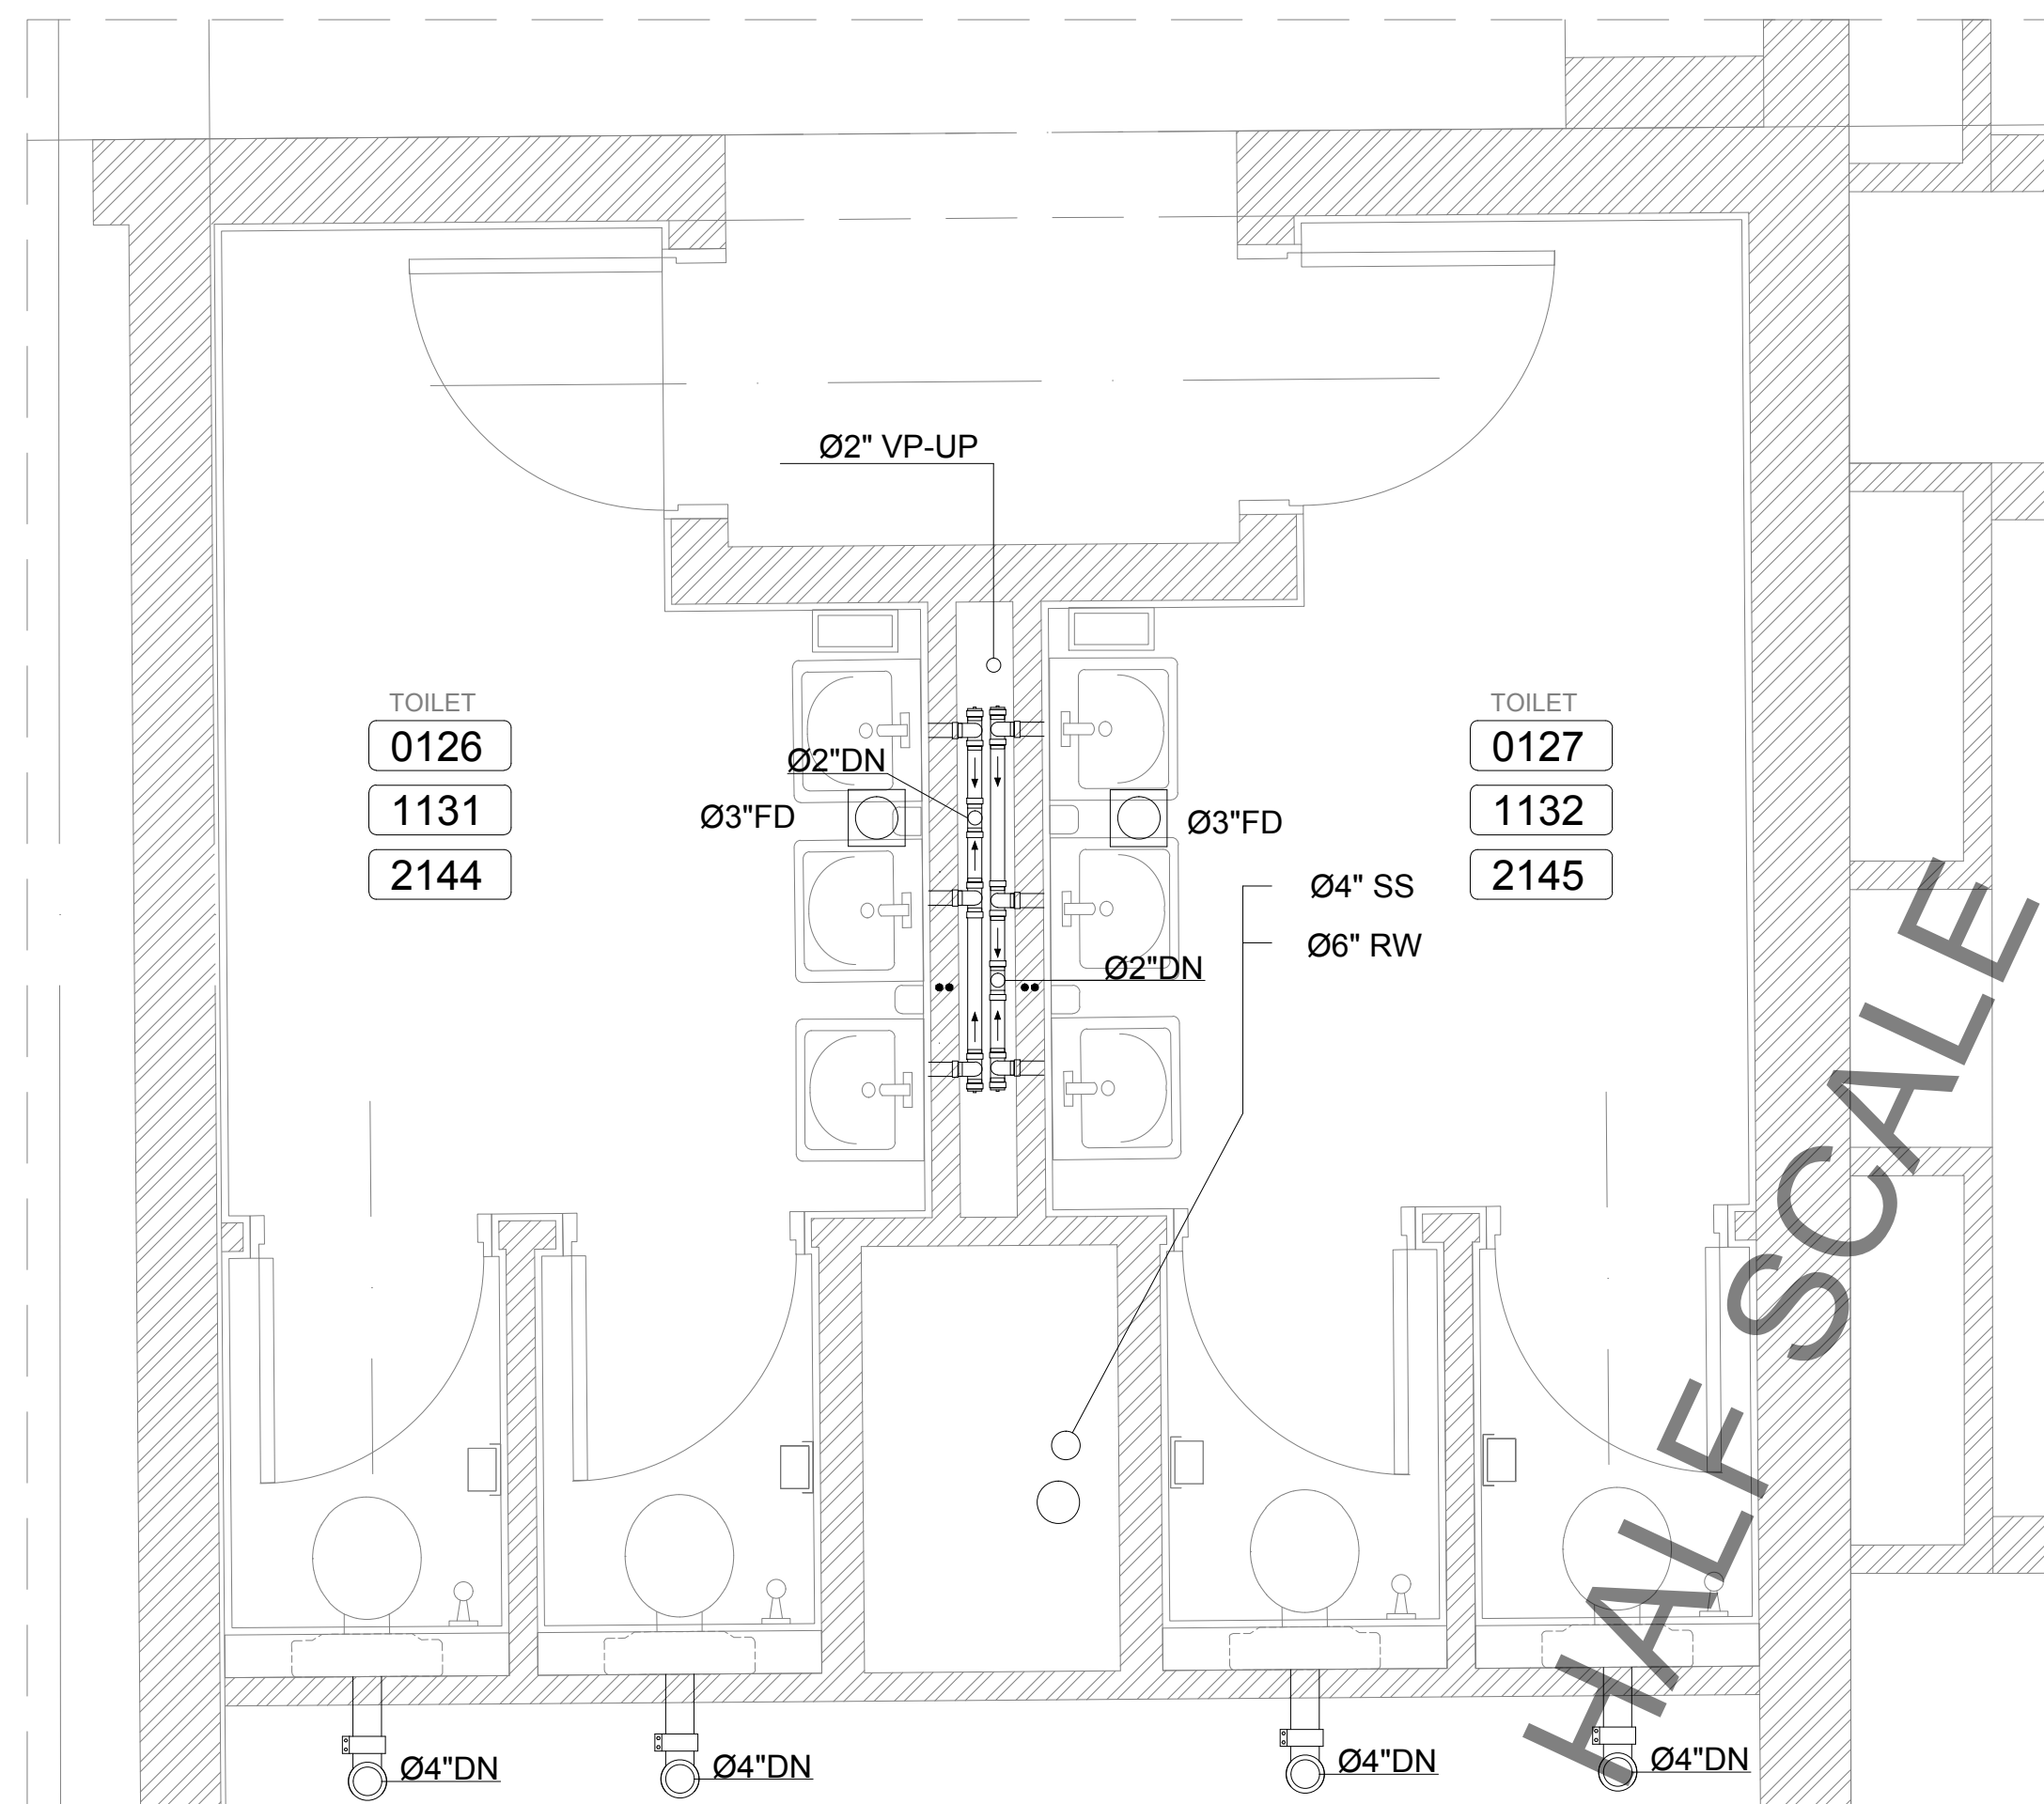 Ø2" VP-UP
TOILET
0126
1131
2144
TOILET
0127
1132
2145
Ø2"DN
Ø3"FD
Ø3"FD
Ø4" SS
Ø6" RW
Ø2"DN
HALF SCALE
Ø4"DN
Ø4"DN
Ø4"DN
Ø4"DN